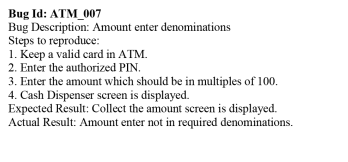 Bug Id: ATM_007
Bug Description: Amount enter denominations
Steps to reproduce:
1. Keep a valid card in ATM.
2. Enter the authorized PIN.
3. Enter the amount which should be in multiples of 100.
4. Cash Dispenser screen is displayed.
Expected Result: Collect the amount screen is displayed.
Actual Result: Amount enter not in required denominations.